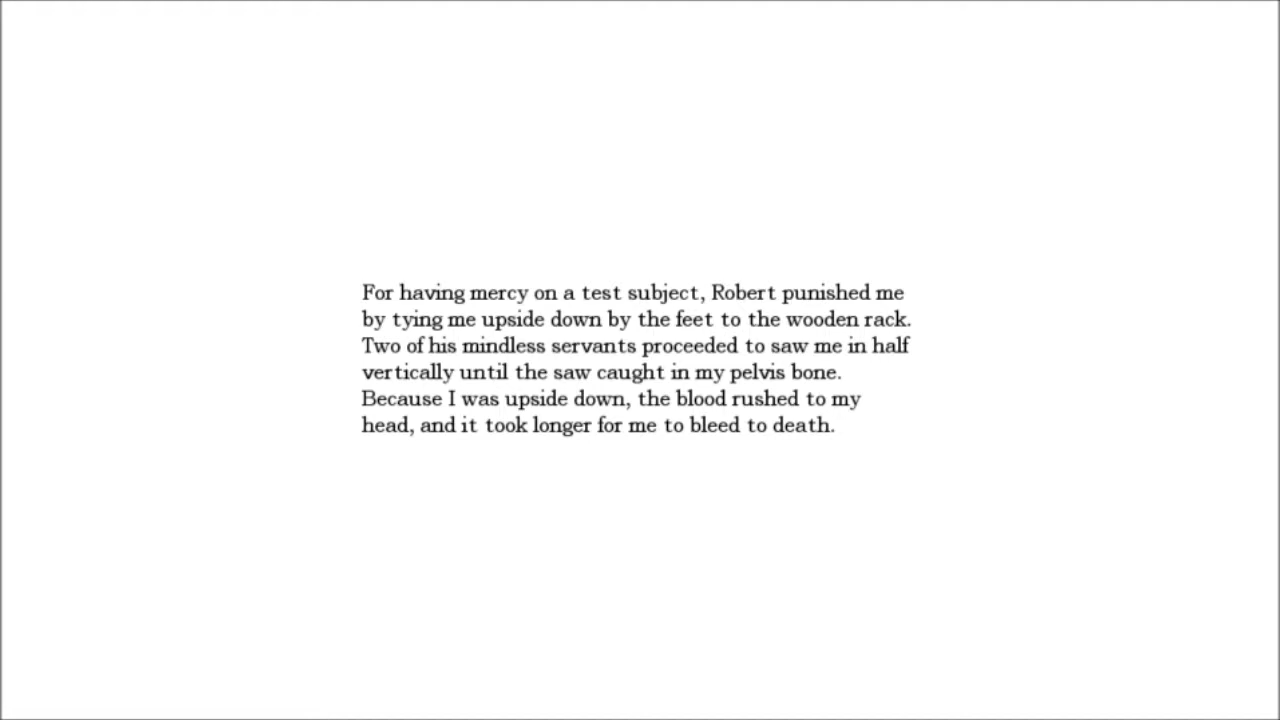 For having mercy on a test subject, Robert punished me
by tying me upside down by the feet to the wooden rack.
Two of his mindless servants proceeded to saw me in half
vertically until the saw caught in my pelvis bone.
Because I was upside down, the blood rushed to my
head, and it took longer for me to bleed to death.